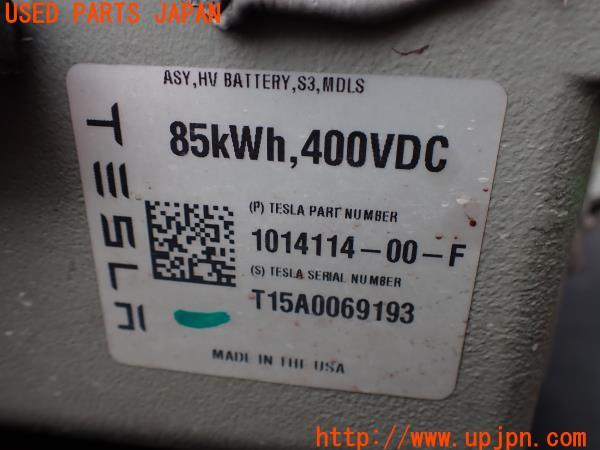 USED PARTS JAPAN
ASY,HV BATTERY,S3,MDLS
TESLA
85kWh,400VDC
(P) TESLA PART NUMBER
1014114-00-F
(S) TESLA SERIAL NUMBER
T15A0069193
MADE IN THE USA
http://www.upjpn.com/